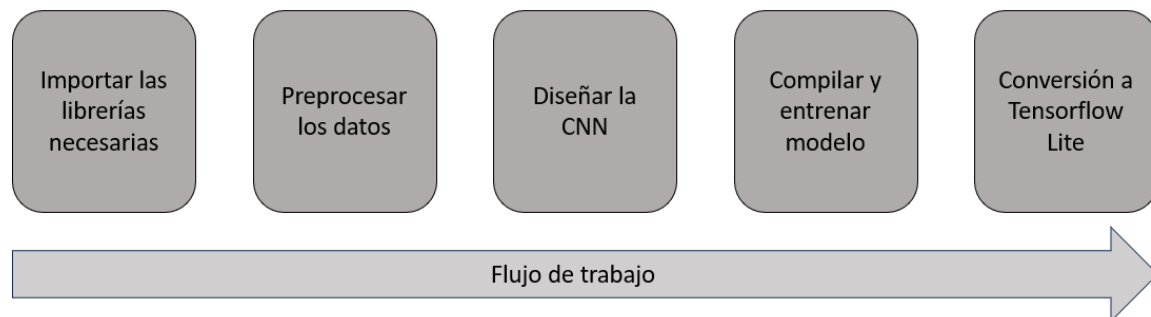 Importar las
librerías
necesarias
Preprocesar
los datos
Diseñar la
CNN
Compilar y
entrenar
modelo
Conversión a
Tensorflow
Lite
Flujo de trabajo